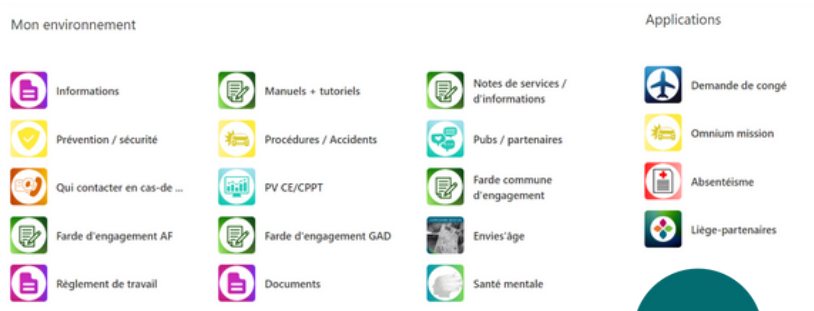 Mon environnement
Applications
Informations
Manuels + tutoriels
Notes de services /
d'informations
Demande de congé
Prévention / sécurité
Procédures / Accidents
Pubs / partenaires
Omnium mission
Qui contacter en cas-de ...
PV CE/CPPT
Farde commune
d'engagement
Absentéisme
Farde d'engagement AF
Farde d'engagement GAD
Envies'âge
Liège-partenaires
Règlement de travail
Documents
Santé mentale